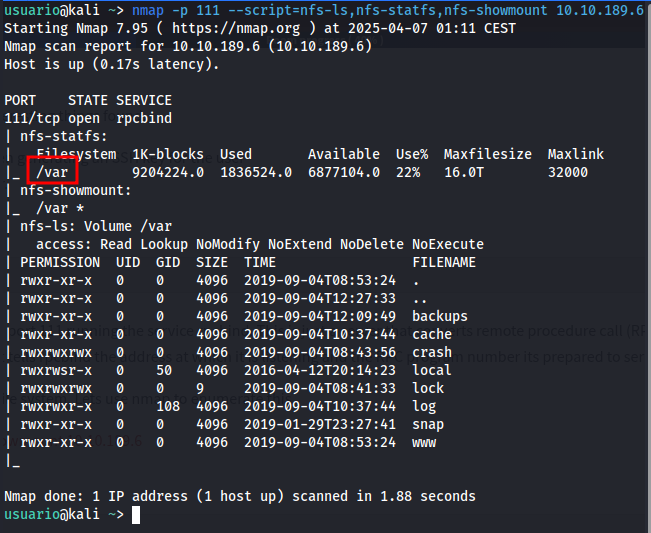 usuario@kali ~> nmap -p 111 --script=nfs-ls,nfs-statfs,nfs-showmount 10.10.189.6
Starting Nmap 7.95 ( https://nmap.org ) at 2025-04-07 01:11 CEST
Nmap scan report for 10.10.189.6 (10.10.189.6)
Host is up (0.17s latency).
PORT    STATE SERVICE
111/tcp open  rpcbind
| nfs-statfs:
|   Filesystem  1K-blocks  Used       Available  Use%  Maxfilesize  Maxlink
|_  /var        9204224.0  1836524.0  6877104.0  22%   16.0T        32000
| nfs-showmount:
|_  /var *
| nfs-ls: Volume /var
|   access: Read Lookup NoModify NoExtend NoDelete NoExecute
| PERMISSION  UID  GID  SIZE  TIME                 FILENAME
| rwxr-xr-x   0    0    4096  2019-09-04T08:53:24  .
| rwxr-xr-x   0    0    4096  2019-09-04T12:27:33  ..
| rwxr-xr-x   0    0    4096  2019-09-04T12:09:49  backups
| rwxr-xr-x   0    0    4096  2019-09-04T10:37:44  cache
| rwxrwxrwx   0    0    4096  2019-09-04T08:43:56  crash
| rwxrwsr-x   0    50   4096  2016-04-12T20:14:23  local
| rwxrwxrwx   0    0    9     2019-09-04T08:41:33  lock
| rwxrwxr-x   0    108  4096  2019-09-04T10:37:44  log
| rwxr-xr-x   0    0    4096  2019-01-29T23:27:41  snap
| rwxr-xr-x   0    0    4096  2019-09-04T08:53:24  www
|_
Nmap done: 1 IP address (1 host up) scanned in 1.88 seconds
usuario@kali ~>